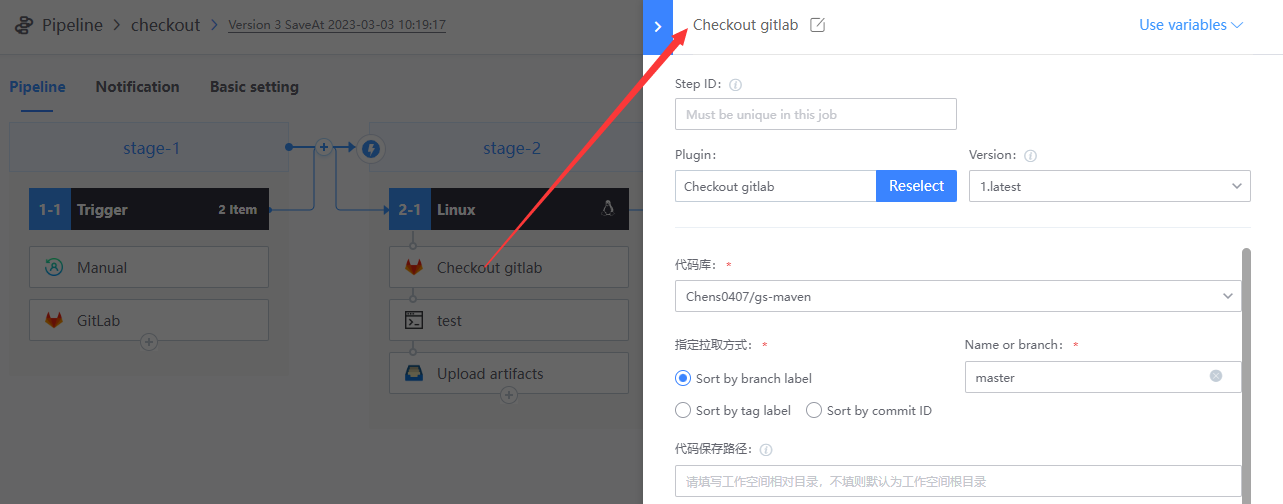 Pipeline > checkout > Version 3 SaveAt 2023-03-03 10:19:17
Pipeline Notification Basic setting
stage-1
1-1 Trigger 2 Item
Manual
GitLab
stage-2
2-1 Linux
Checkout gitlab
test
Upload artifacts
Checkout gitlab Use variables
Step ID:
Must be unique in this job
Plugin: Version:
Checkout gitlab Reselect 1.latest
代码库: *
Chens0407/gs-maven
指定拉取方式: * Name or branch: *
Sort by branch label master
Sort by tag label Sort by commit ID
代码保存路径:
请填写工作空间相对目录，不填则默认为工作空间根目录